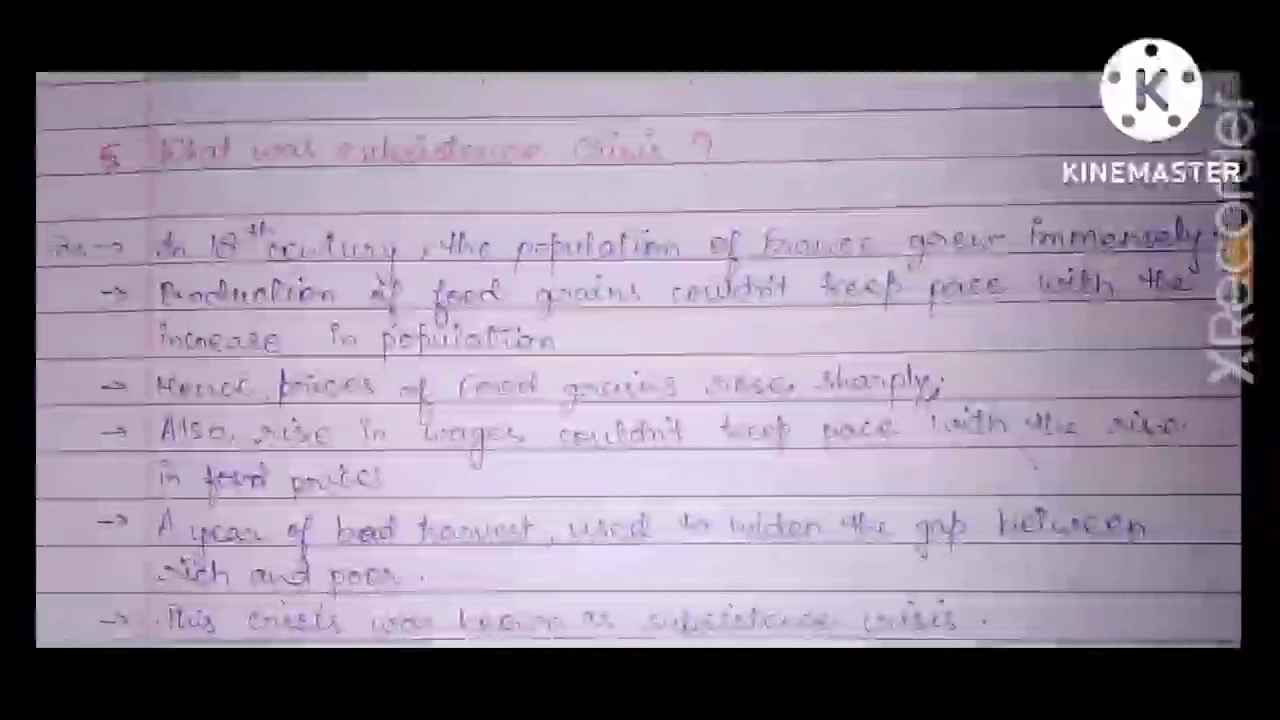 KINEMASTER
XRecorder
5 What was subsistence crisis ?
→ In 18th century, the population of France grew immensely.
→ Production of food grains couldn't keep pace with the
increase in population
→ Hence, prices of food grains rise sharply,
→ Also, rise in wages couldn't keep pace with the rise
in food prices
→ A year of bad harvest, used to widen the gap between
rich and poor.
→ This crisis was known as subsistence crisis.